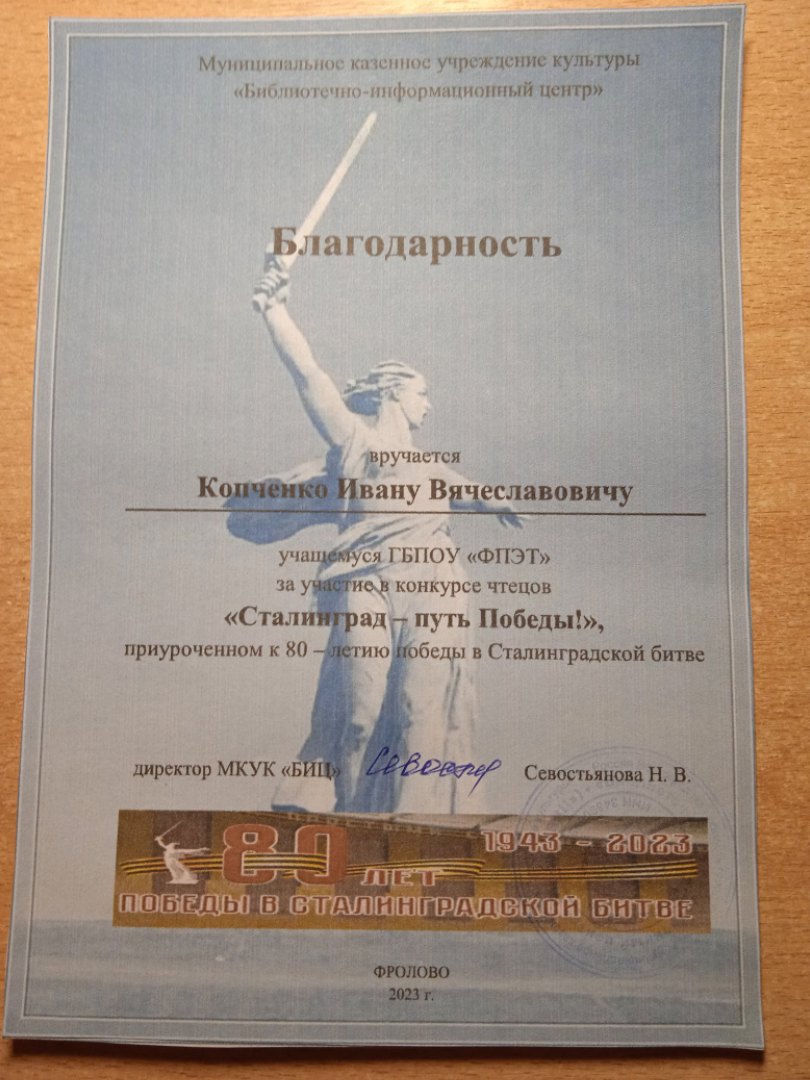 Муниципальное казенное учреждение культуры
«Библиотечно-информационный центр»
Благодарность
вручается
Копченко Ивану Вячеславовичу
учащемуся ГБПОУ «ФПЭТ»
за участие в конкурсе чтецов
«Сталинград – путь Победы!»,
приуроченном к 80 – летию победы в Сталинградской битве
директор МКУК «БИЦ» Севостьянова Н. В.
80 ЛЕТ 1943 - 2023
ПОБЕДЫ В СТАЛИНГРАДСКОЙ БИТВЕ
ФРОЛОВО
2023 г.